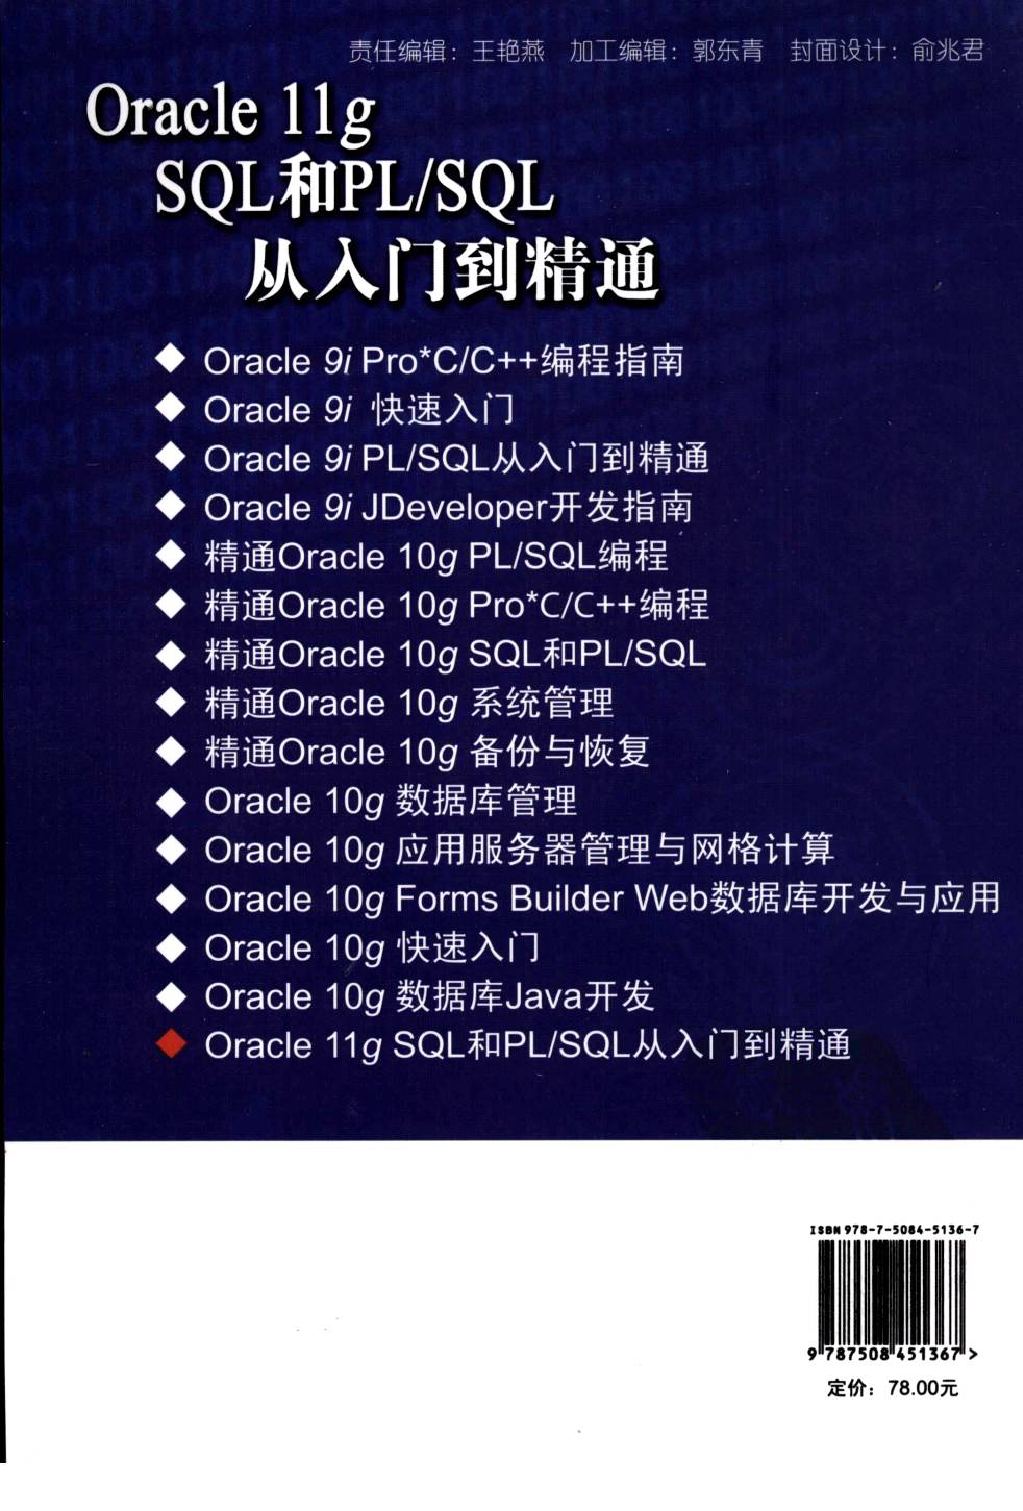 责任编辑：王艳燕 加工编辑：郭东青 封面设计：俞兆君
Oracle 11g
SQL和PL/SQL
从入门到精通
Oracle 9i Pro*C/C++编程指南
Oracle 9i 快速入门
Oracle 9i PL/SQL从入门到精通
Oracle 9i JDeveloper开发指南
精通Oracle 10g PL/SQL编程
精通Oracle 10g Pro*C/C++编程
精通Oracle 10g SQL和PL/SQL
精通Oracle 10g 系统管理
精通Oracle 10g 备份与恢复
Oracle 10g 数据库管理
Oracle 10g 应用服务器管理与网格计算
Oracle 10g Forms Builder Web数据库开发与应用
Oracle 10g 快速入门
Oracle 10g 数据库Java开发
Oracle 11g SQL和PL/SQL从入门到精通
ISBN 978-7-5084-5136-7
9 787508 451367 >
定价：78.00元